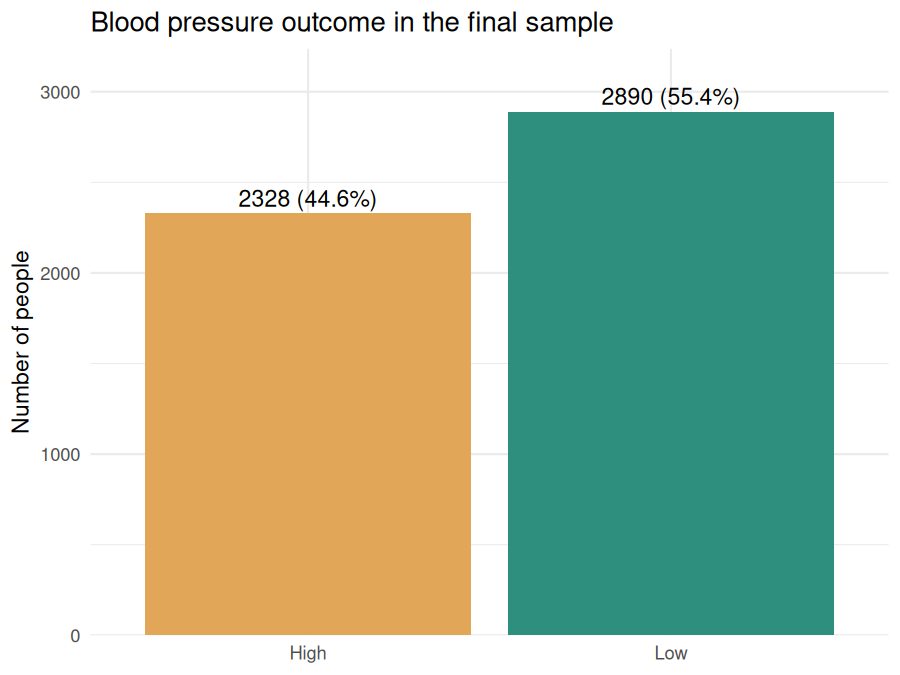 Blood pressure outcome in the final sample
Number of people
3000
2000
1000
0
2328 (44.6%)
2890 (55.4%)
High
Low